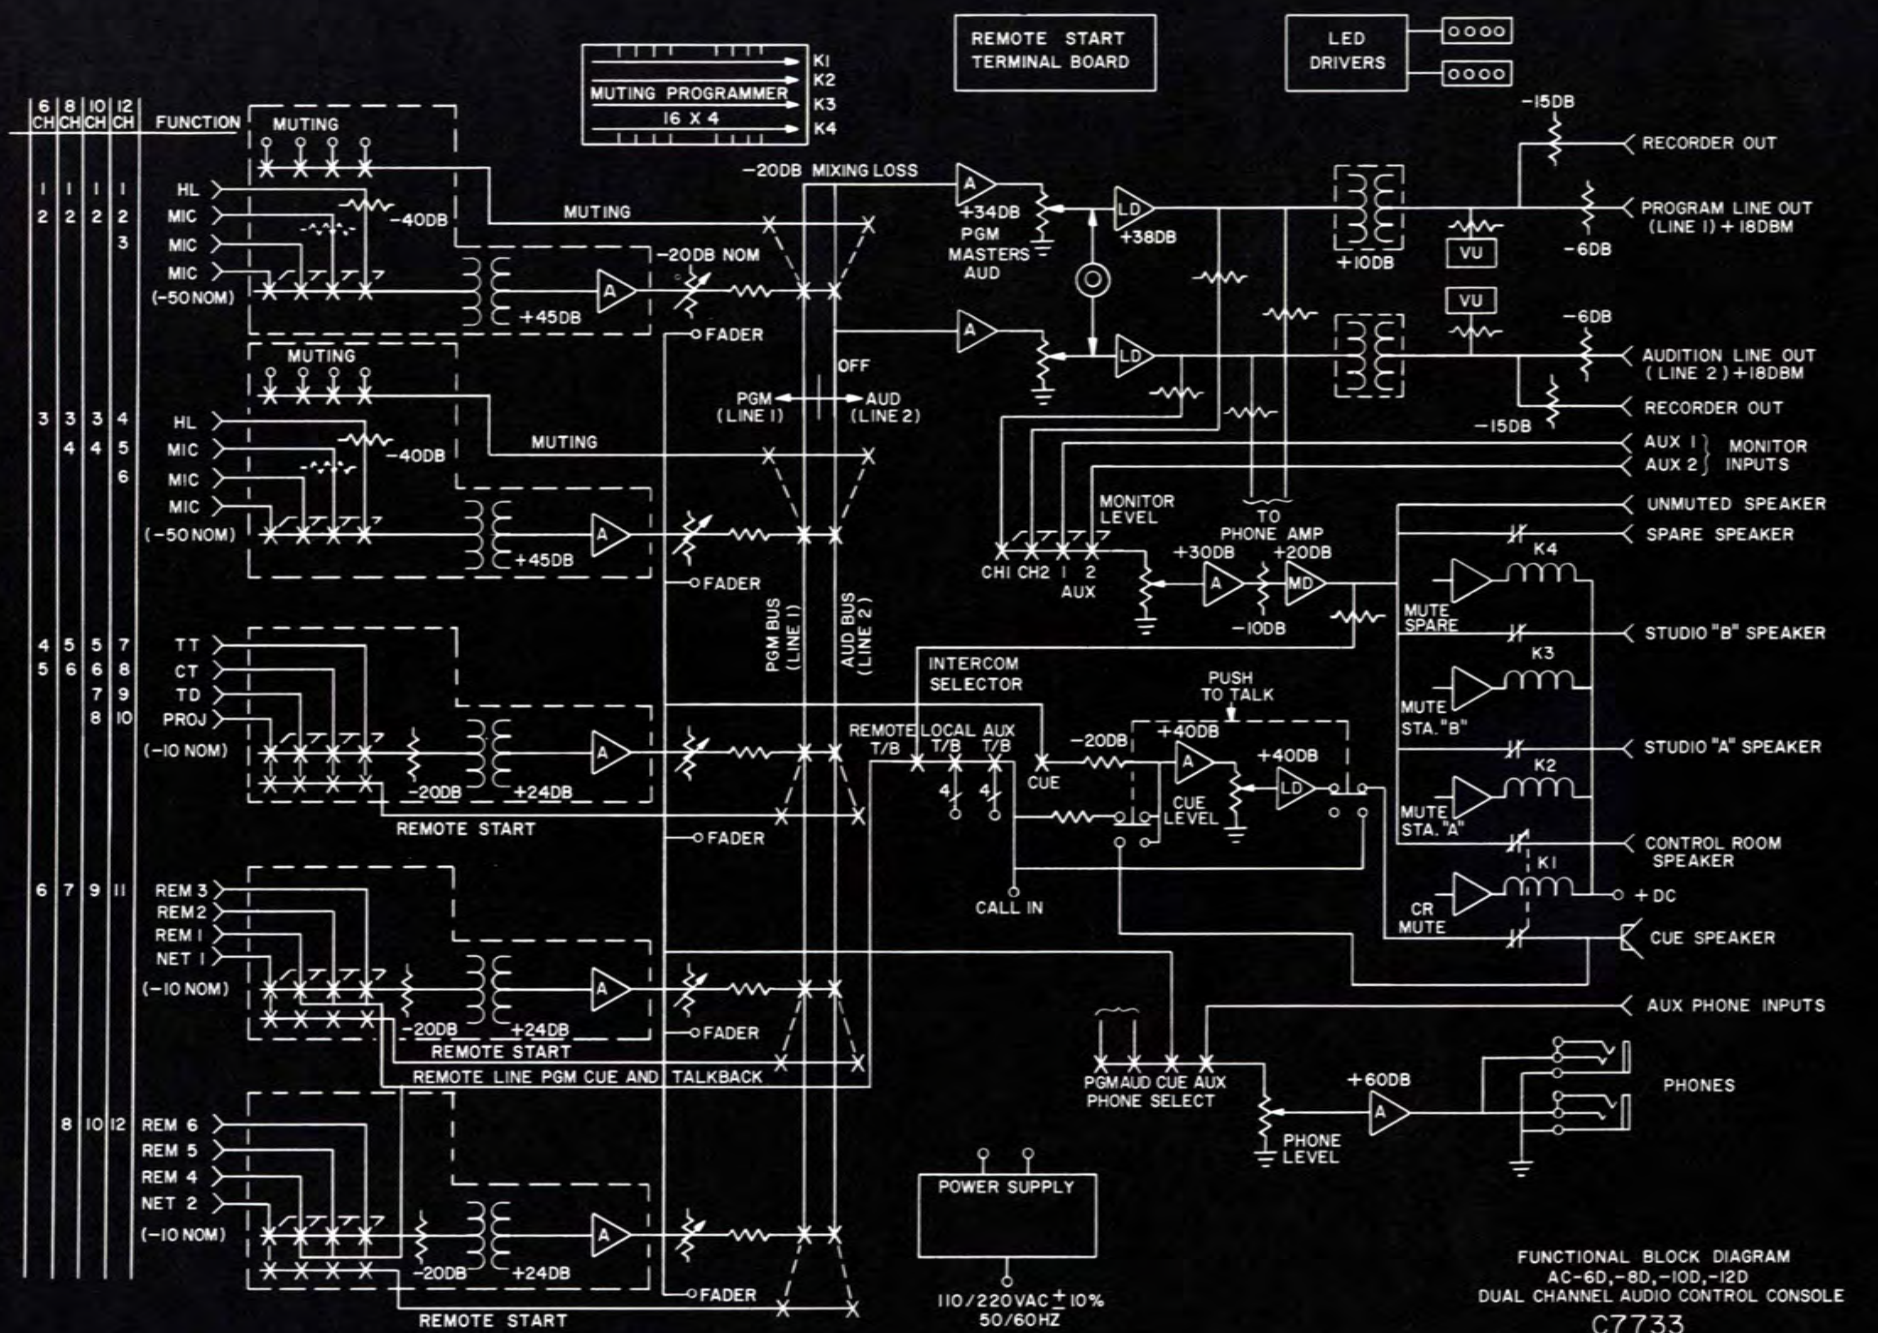 K1
K2
MUTING PROGRAMMER
K3
16 X 4
K4
REMOTE START
TERMINAL BOARD
LED
DRIVERS
6 8 10 12
CH CH CH CH
FUNCTION
MUTING
1 1 1 1 HL
2 2 2 2 MIC
3 MIC
MIC
(-50 NOM)
-40DB
MUTING
+45DB
A
-20DB NOM
FADER
MUTING
3 3 3 4 HL
4 4 5 MIC
6 MIC
MIC
(-50 NOM)
-40DB
MUTING
+45DB
A
FADER
4 5 5 7 TT
5 6 6 8 CT
7 9 TD
8 10 PROJ
(-10 NOM)
-20DB
+24DB
A
REMOTE START
FADER
6 7 9 11 REM 3
REM 2
REM 1
NET 1
(-10 NOM)
-20DB
+24DB
A
REMOTE START
FADER
REMOTE LINE PGM CUE AND TALKBACK
8 10 12 REM 6
REM 5
REM 4
NET 2
(-10 NOM)
-20DB
+24DB
A
REMOTE START
FADER
-20DB MIXING LOSS
OFF
PGM
(LINE 1)
AUD
(LINE 2)
PGM BUS
(LINE 1)
AUD BUS
(LINE 2)
A
+34DB
PGM
MASTERS
AUD
A
LD
+38DB
LD
+10DB
VU
VU
-15DB
RECORDER OUT
PROGRAM LINE OUT
(LINE 1) +18DBM
-6DB
-6DB
AUDITION LINE OUT
(LINE 2) +18DBM
RECORDER OUT
-15DB
AUX 1
AUX 2
MONITOR
INPUTS
MONITOR
LEVEL
TO
PHONE AMP
CH1 CH2 1 2
AUX
+30DB
A
-10DB
+20DB
MD
UNMUTED SPEAKER
SPARE SPEAKER
K4
MUTE
SPARE
STUDIO "B" SPEAKER
K3
MUTE
STA. "B"
STUDIO "A" SPEAKER
K2
MUTE
STA. "A"
CONTROL ROOM
SPEAKER
K1
+DC
CR
MUTE
CUE SPEAKER
INTERCOM
SELECTOR
REMOTE LOCAL AUX
T/B T/B T/B
4 4
CUE
-20DB
PUSH
TO TALK
+40DB
A
CUE
LEVEL
+40DB
LD
CALL IN
AUX PHONE INPUTS
PGM AUD CUE AUX
PHONE SELECT
PHONE
LEVEL
+60DB
A
PHONES
POWER SUPPLY
110/220 VAC ± 10%
50/60HZ
FUNCTIONAL BLOCK DIAGRAM
AC-6D,-8D,-10D,-12D
DUAL CHANNEL AUDIO CONTROL CONSOLE
C7733